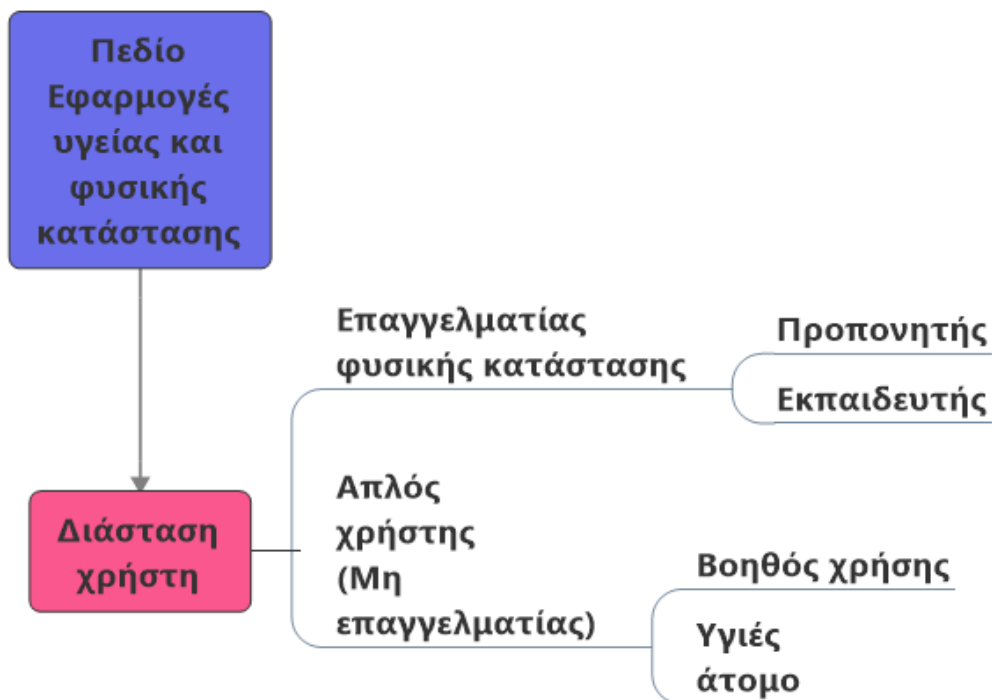 Πεδίο
Εφαρμογές
υγείας και
φυσικής
κατάστασης
Επαγγελματίας
φυσικής κατάστασης
Προπονητής
Εκπαιδευτής
Διάσταση
χρήστη
Απλός
χρήστης
(Μη
επαγγελματίας)
Βοηθός χρήσης
Υγιές
άτομο